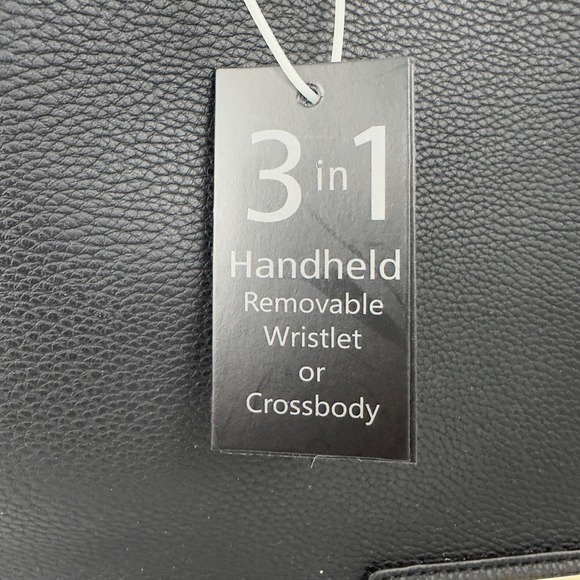 3 in 1
Handheld
Removable
Wristlet
or
Crossbody